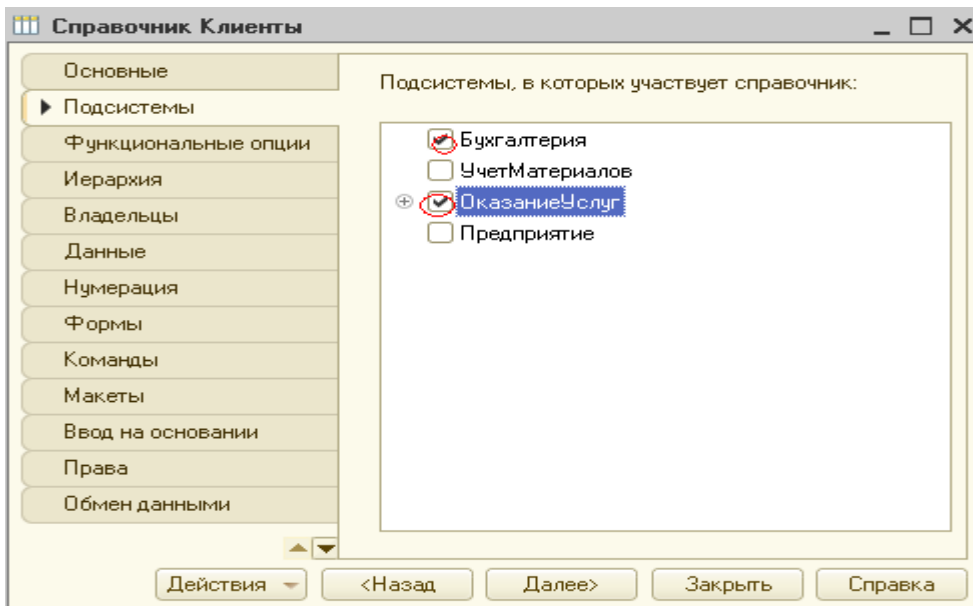 Справочник Клиенты
Основные
Подсистемы
Функциональные опции
Иерархия
Владельцы
Данные
Нумерация
Формы
Команды
Макеты
Ввод на основании
Права
Обмен данными
Подсистемы, в которых участвует справочник:
Бухгалтерия
УчетМатериалов
ОказаниеУслуг
Предприятие
Действия
<Назад
Далее>
Закрыть
Справка